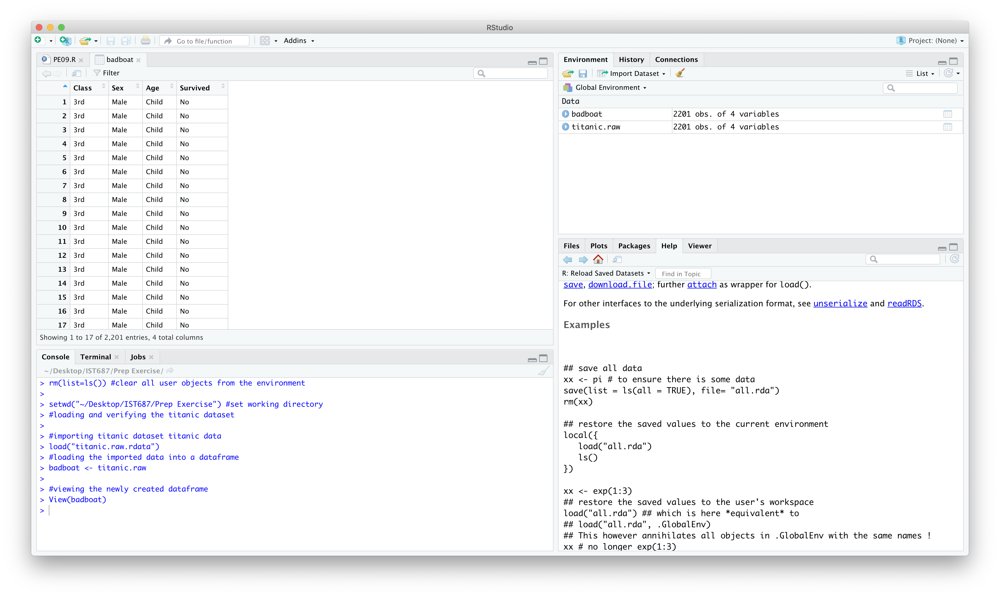 RStudio
Go to file/function
Addins
Project: (None)
PE09.R
badboat
Filter
Class Sex Age Survived
1 3rd Male Child No
2 3rd Male Child No
3 3rd Male Child No
4 3rd Male Child No
5 3rd Male Child No
6 3rd Male Child No
7 3rd Male Child No
8 3rd Male Child No
9 3rd Male Child No
10 3rd Male Child No
11 3rd Male Child No
12 3rd Male Child No
13 3rd Male Child No
14 3rd Male Child No
15 3rd Male Child No
16 3rd Male Child No
17 3rd Male Child No
Showing 1 to 17 of 2,201 entries, 4 total columns
Console Terminal Jobs
~/Desktop/IST687/Prep Exercise/
> rm(list=ls()) #clear all user objects from the environment
>
> setwd("~/Desktop/IST687/Prep Exercise") #set working directory
> #loading and verifying the titanic dataset
>
> #importing titanic dataset titanic data
> load("titanic.raw.rdata")
> #loading the imported data into a dataframe
> badboat <- titanic.raw
>
> #viewing the newly created dataframe
> View(badboat)
>
Environment History Connections
Import Dataset
List
Global Environment
Data
badboat 2201 obs. of 4 variables
titanic.raw 2201 obs. of 4 variables
Files Plots Packages Help Viewer
R: Reload Saved Datasets
Find in Topic
save, download.file; further attach as wrapper for load().
For other interfaces to the underlying serialization format, see unserialize and readRDS.
Examples
## save all data
xx <- pi # to ensure there is some data
save(list = ls(all = TRUE), file= "all.rda")
rm(xx)
## restore the saved values to the current environment
local({
   load("all.rda")
   ls()
})
xx <- exp(1:3)
## restore the saved values to the user's workspace
load("all.rda") ## which is here *equivalent* to
## load("all.rda", .GlobalEnv)
## This however annihilates all objects in .GlobalEnv with the same names !
xx # no longer exp(1:3)